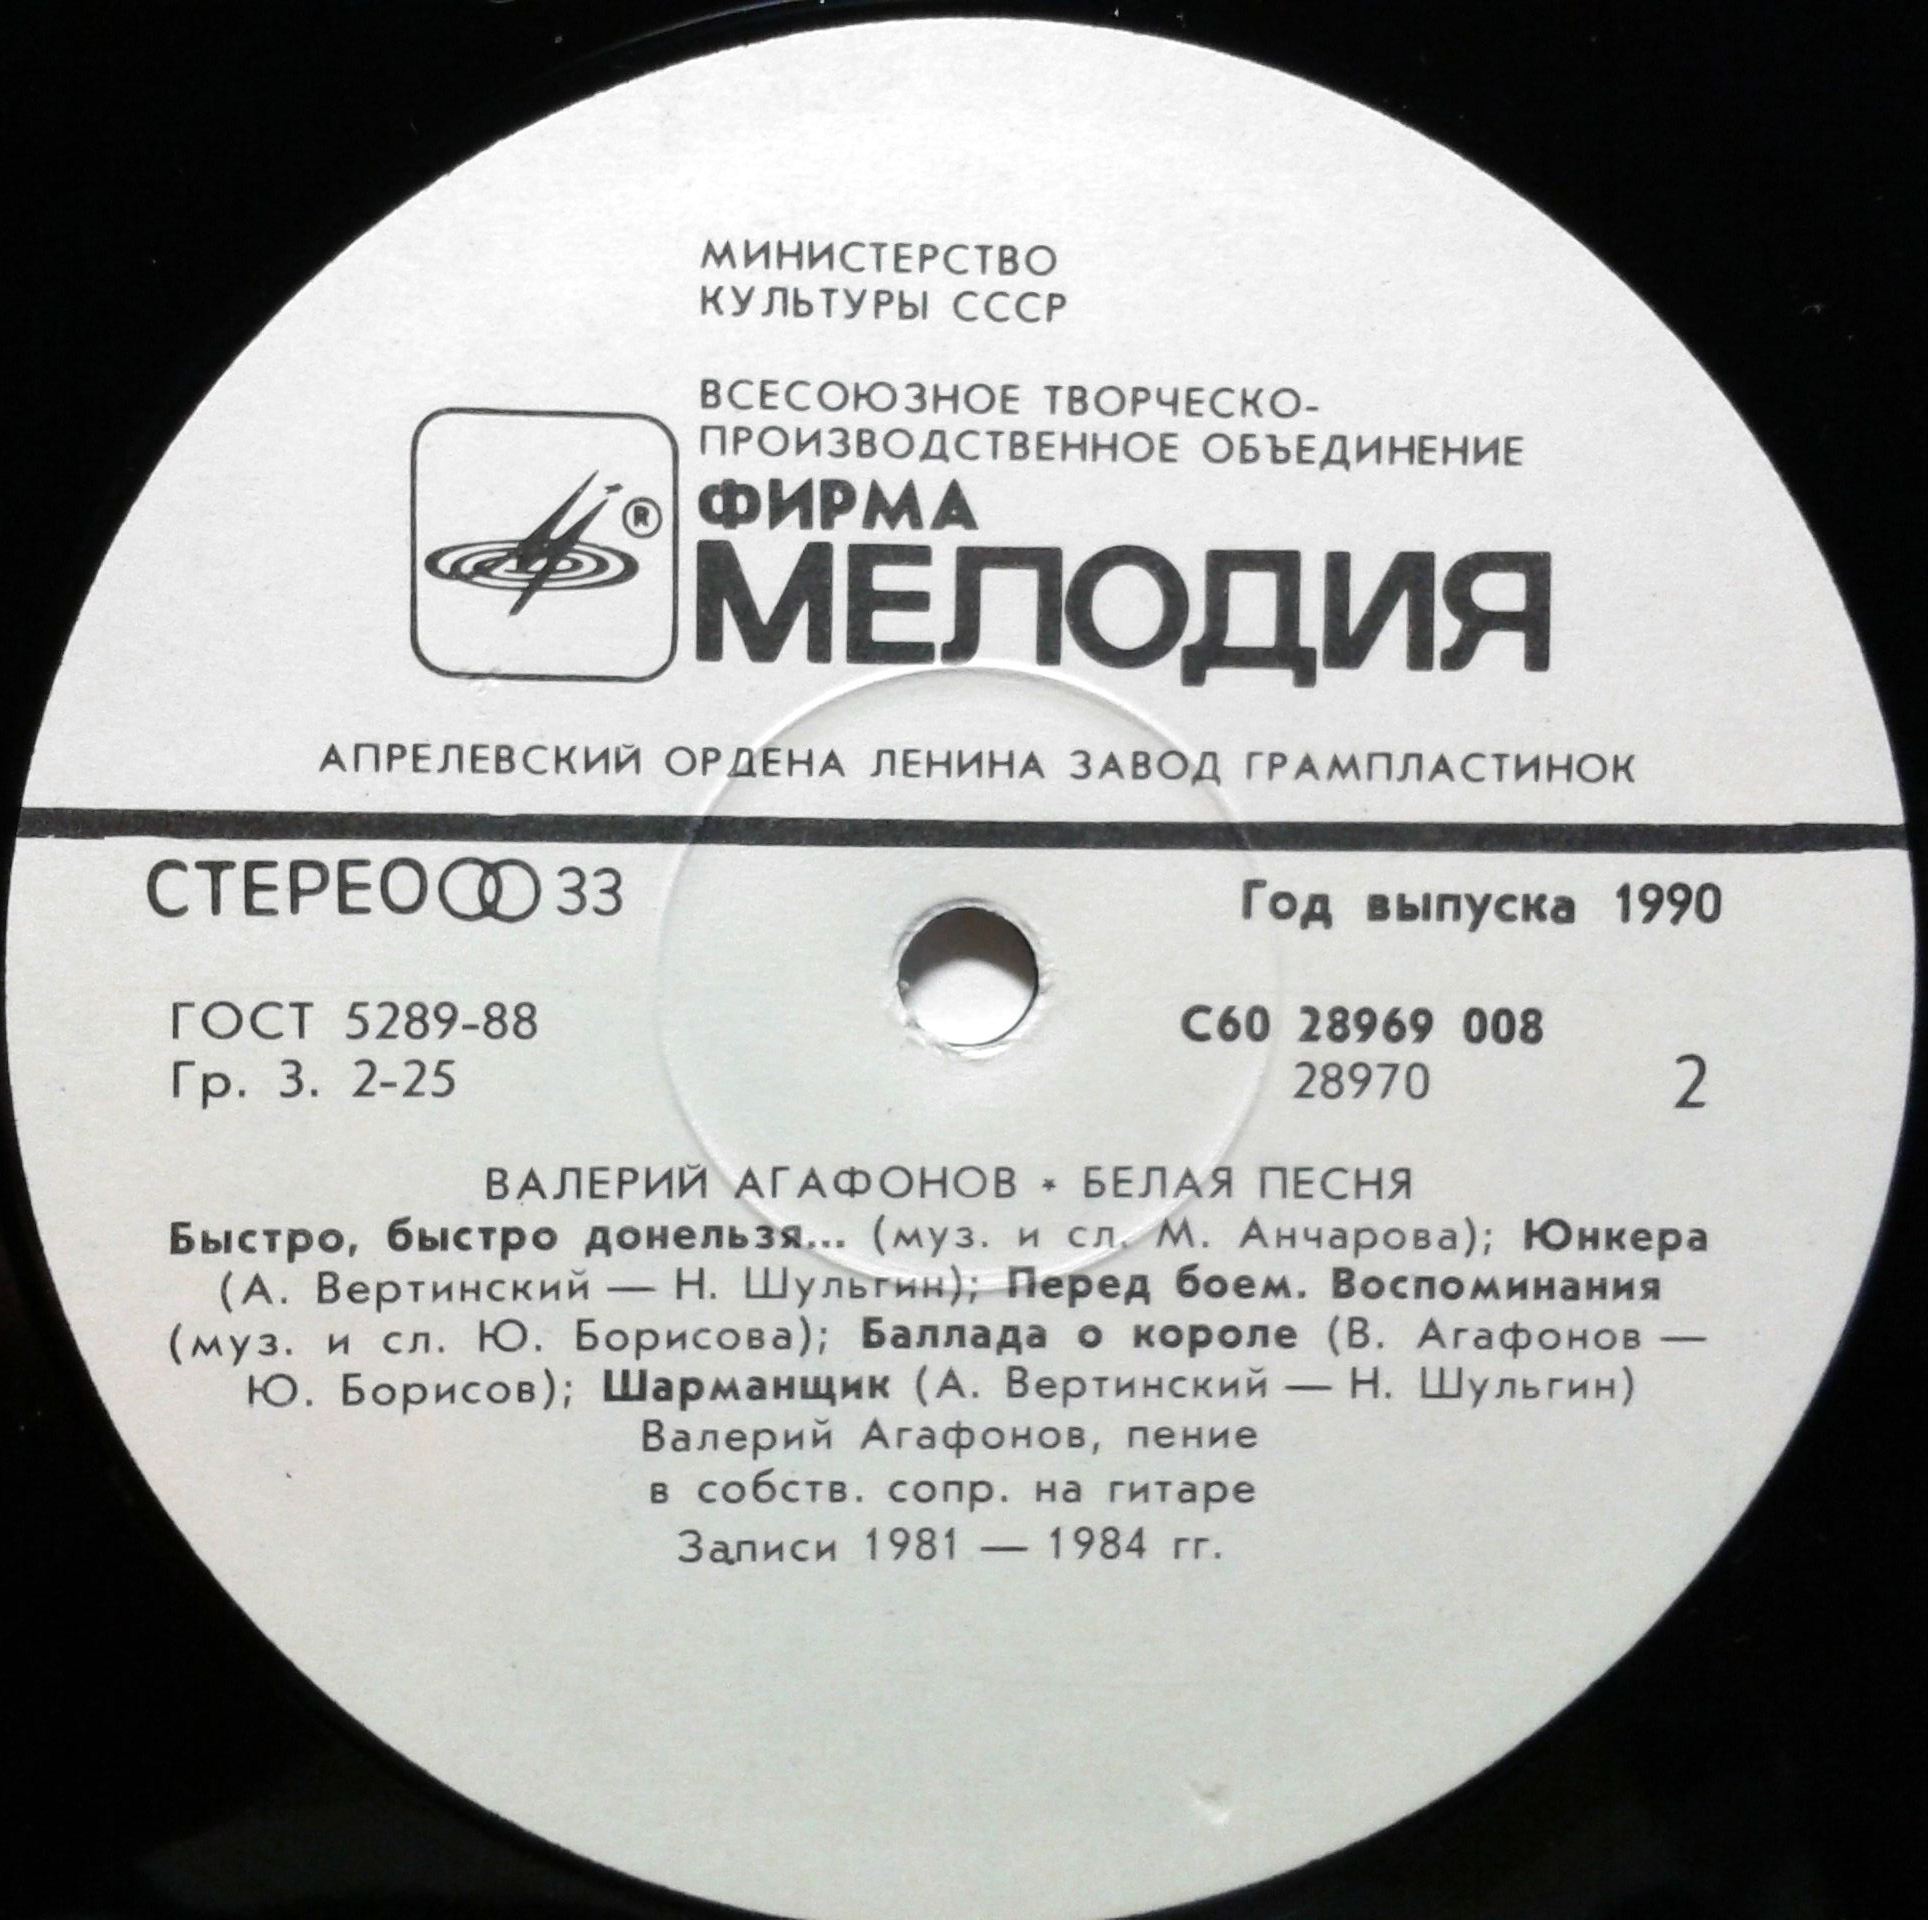 МИНИСТЕРСТВО
КУЛЬТУРЫ СССР
ВСЕСОЮЗНОЕ ТВОРЧЕСКО-
ПРОИЗВОДСТВЕННОЕ ОБЪЕДИНЕНИЕ
ФИРМА
®
МЕЛОДИЯ
АПРЕЛЕВСКИЙ ОРДЕНА ЛЕНИНА ЗАВОД ГРАМПЛАСТИНОК
СТЕРЕО 33
Год выпуска 1990
ГОСТ 5289-88
Гр. 3. 2-25
С60 28969 008
28970
2
ВАЛЕРИЙ АГАФОНОВ * БЕЛАЯ ПЕСНЯ
Быстро, быстро донельзя... (муз. и сл. М. Анчарова); Юнкера
(А. Вертинский — Н. Шульгин); Перед боем. Воспоминания
(муз. и сл. Ю. Борисова); Баллада о короле (В. Агафонов —
Ю. Борисов); Шарманщик (А. Вертинский — Н. Шульгин)
Валерий Агафонов, пение
в собств. сопр. на гитаре
Записи 1981 — 1984 гг.